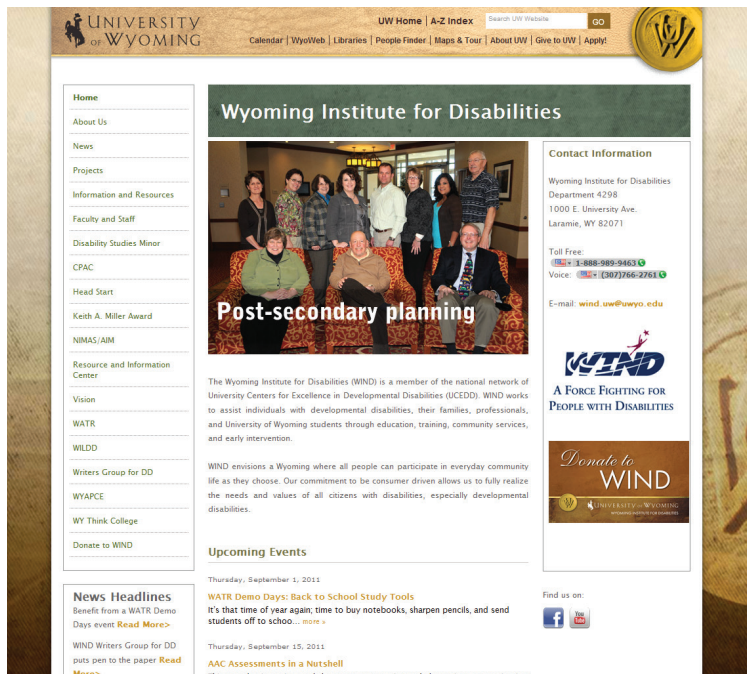 UNIVERSITY
OF WYOMING
UW Home | A-Z Index
Search UW Website
GO
Calendar | WyoWeb | Libraries | People Finder | Maps & Tour | About UW | Give to UW | Apply!
Home
About Us
News
Projects
Information and Resources
Faculty and Staff
Disability Studies Minor
CPAC
Head Start
Keith A. Miller Award
NIMAS/AIM
Resource and Information
Center
Vision
WATR
WILDD
Writers Group for DD
WYAPCE
WY Think College
Donate to WIND
News Headlines
Benefit from a WATR Demo
Days event Read More>
WIND Writers Group for DD
puts pen to the paper Read
More>
Wyoming Institute for Disabilities
Post-secondary planning
The Wyoming Institute for Disabilities (WIND) is a member of the national network of
University Centers for Excellence in Developmental Disabilities (UCEDD). WIND works
to assist individuals with developmental disabilities, their families, professionals,
and University of Wyoming students through education, training, community services,
and early intervention.
WIND envisions a Wyoming where all people can participate in everyday community
life as they choose. Our commitment to be consumer driven allows us to fully realize
the needs and values of all citizens with disabilities, especially developmental
disabilities.
Upcoming Events
Thursday, September 1, 2011
WATR Demo Days: Back to School Study Tools
It's that time of year again; time to buy notebooks, sharpen pencils, and send
students off to schoo... more »
Thursday, September 15, 2011
AAC Assessments in a Nutshell
Contact Information
Wyoming Institute for Disabilities
Department 4298
1000 E. University Ave.
Laramie, WY 82071
Toll Free:
1-888-989-9463
Voice: (307)766-2761
E-mail: wind.uw@uwyo.edu
WIND
A FORCE FIGHTING FOR
PEOPLE WITH DISABILITIES
Donate to
WIND
UNIVERSITY OF WYOMING
WYOMING INSTITUTE FOR DISABILITIES
Find us on:
f
You
Tube